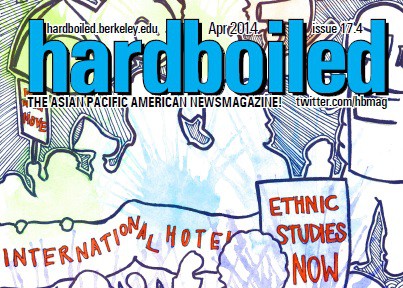 hardboiled.berkeley.edu Apr 2014 issue 17.4
hardboiled
THE ASIAN PACIFIC AMERICAN NEWSMAGAZINE! twitter.com/hbmag
MOVE
INTERNATIONAL HOTEL
ETHNIC
STUDIES
NOW